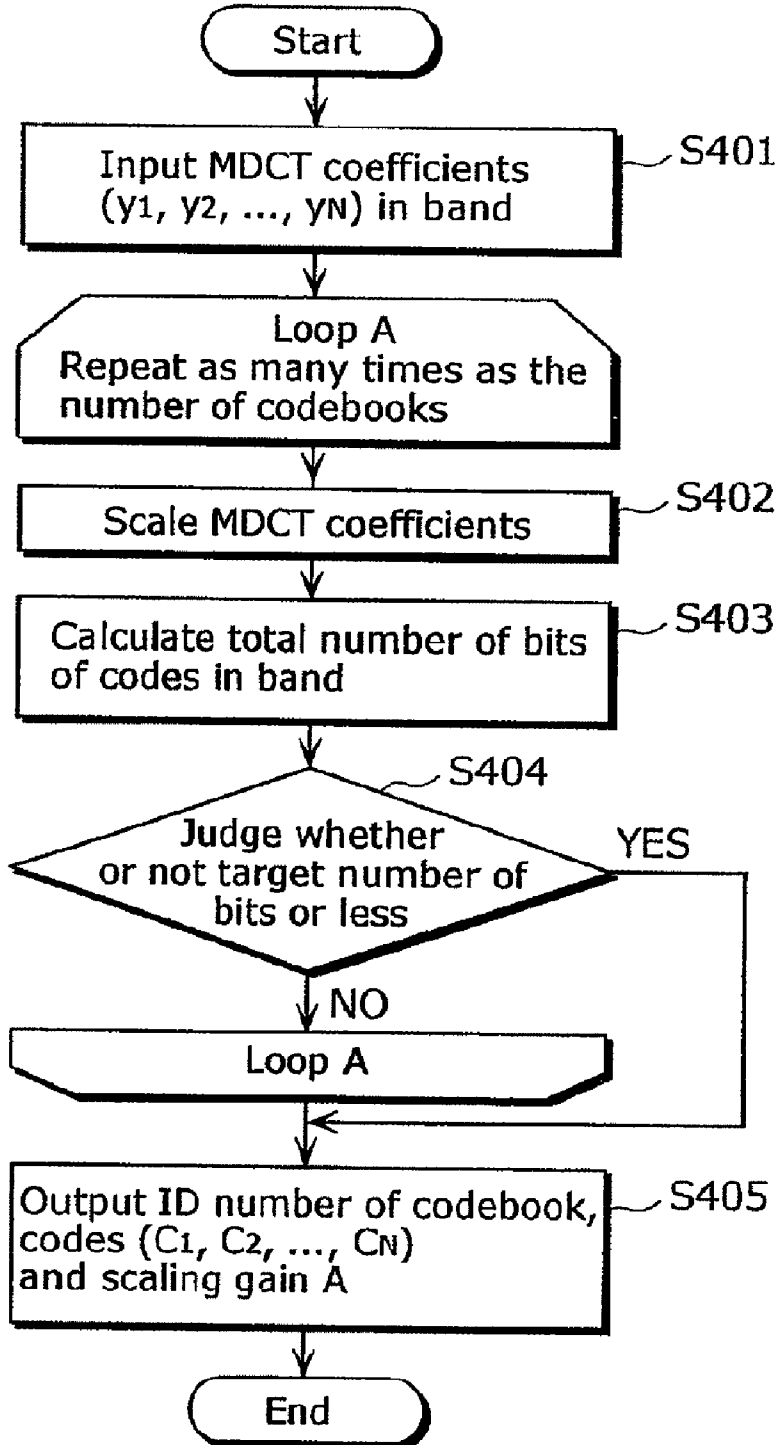 Start
S401
Input MDCT coefficients
(y1, y2, ..., yN) in band
Loop A
Repeat as many times as the
number of codebooks
S402
Scale MDCT coefficients
S403
Calculate total number of bits
of codes in band
S404
Judge whether
or not target number of
bits or less
YES
NO
Loop A
S405
Output ID number of codebook,
codes (C1, C2, ..., CN)
and scaling gain A
End